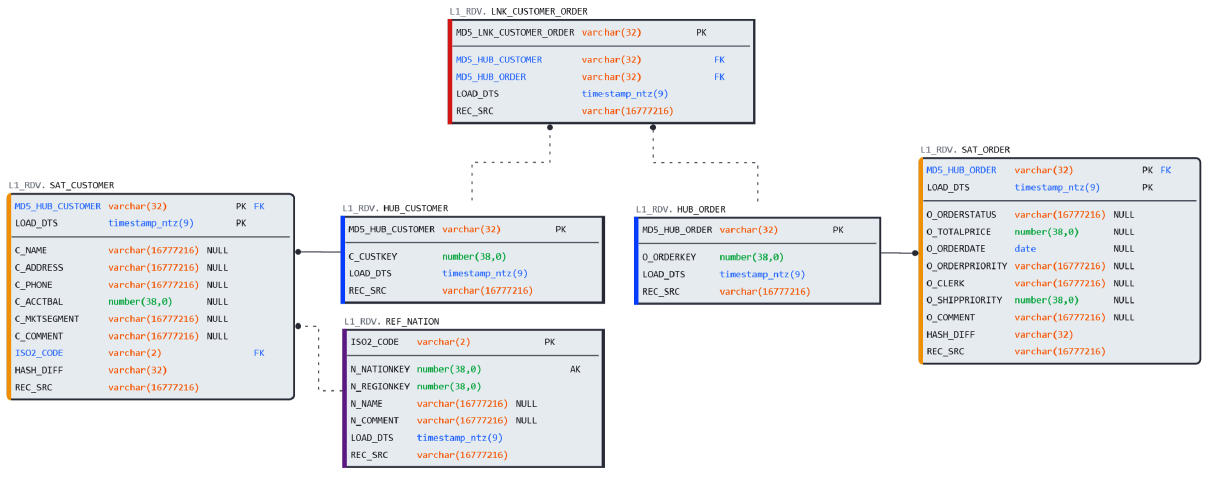 L1_RDV. LNK_CUSTOMER_ORDER
MD5_LNK_CUSTOMER_ORDER varchar(32) PK
MD5_HUB_CUSTOMER varchar(32) FK
MD5_HUB_ORDER varchar(32) FK
LOAD_DTS timestamp_ntz(9)
REC_SRC varchar(16777216)
L1_RDV. SAT_CUSTOMER
MD5_HUB_CUSTOMER varchar(32) PK FK
LOAD_DTS timestamp_ntz(9) PK
C_NAME varchar(16777216) NULL
C_ADDRESS varchar(16777216) NULL
C_PHONE varchar(16777216) NULL
C_ACCTBAL number(38,0) NULL
C_MKTSEGMENT varchar(16777216) NULL
C_COMMENT varchar(16777216) NULL
ISO2_CODE varchar(2) FK
HASH_DIFF varchar(32)
REC_SRC varchar(16777216)
L1_RDV. HUB_CUSTOMER
MD5_HUB_CUSTOMER varchar(32) PK
C_CUSTKEY number(38,0)
LOAD_DTS timestamp_ntz(9)
REC_SRC varchar(16777216)
L1_RDV. REF_NATION
ISO2_CODE varchar(2) PK
N_NATIONKEY number(38,0) AK
N_REGIONKEY number(38,0)
N_NAME varchar(16777216) NULL
N_COMMENT varchar(16777216) NULL
LOAD_DTS timestamp_ntz(9)
REC_SRC varchar(16777216)
L1_RDV. HUB_ORDER
MD5_HUB_ORDER varchar(32) PK
O_ORDERKEY number(38,0)
LOAD_DTS timestamp_ntz(9)
REC_SRC varchar(16777216)
L1_RDV. SAT_ORDER
MD5_HUB_ORDER varchar(32) PK FK
LOAD_DTS timestamp_ntz(9) PK
O_ORDERSTATUS varchar(16777216) NULL
O_TOTALPRICE number(38,0) NULL
O_ORDERDATE date NULL
O_ORDERPRIORITY varchar(16777216) NULL
O_CLERK varchar(16777216) NULL
O_SHIPPRIORITY number(38,0) NULL
O_COMMENT varchar(16777216) NULL
HASH_DIFF varchar(32)
REC_SRC varchar(16777216)